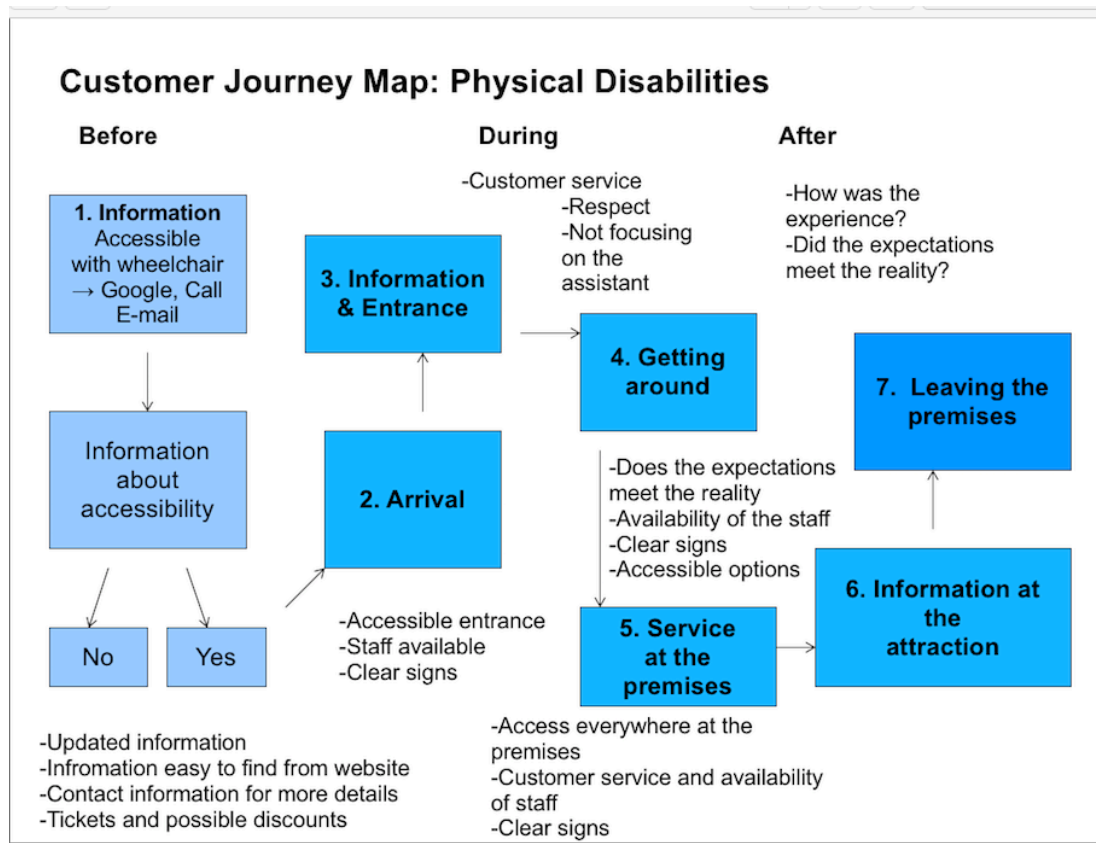 Customer Journey Map: Physical Disabilities
Before
During
After
1. Information
Accessible
with wheelchair
→ Google, Call
E-mail
Information
about
accessibility
No
Yes
-Updated information
-Infromation easy to find from website
-Contact information for more details
-Tickets and possible discounts
2. Arrival
-Accessible entrance
-Staff available
-Clear signs
3. Information
& Entrance
-Customer service
-Respect
-Not focusing
on the
assistant
4. Getting
around
-Does the expectations
meet the reality
-Availability of the staff
-Clear signs
-Accessible options
5. Service
at the
premises
-Access everywhere at the
premises
-Customer service and availability
of staff
-Clear signs
6. Information at
the
attraction
7. Leaving the
premises
-How was the
experience?
-Did the expectations
meet the reality?